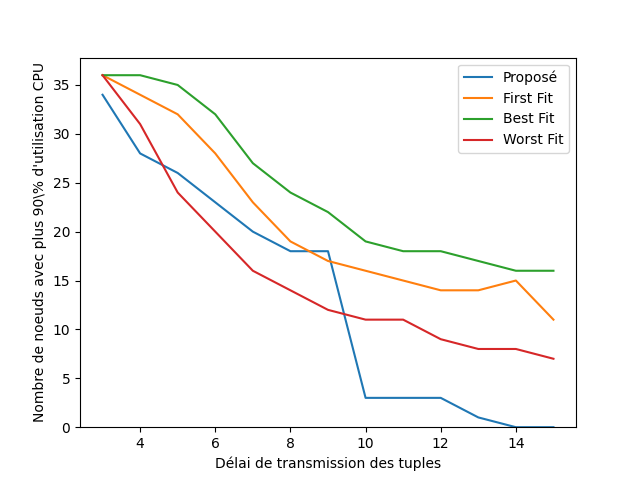 Nombre de noeuds avec plus 90\% d'utilisation CPU
35
30
25
20
15
10
5
0
Proposé
First Fit
Best Fit
Worst Fit
4 6 8 10 12 14
Délai de transmission des tuples